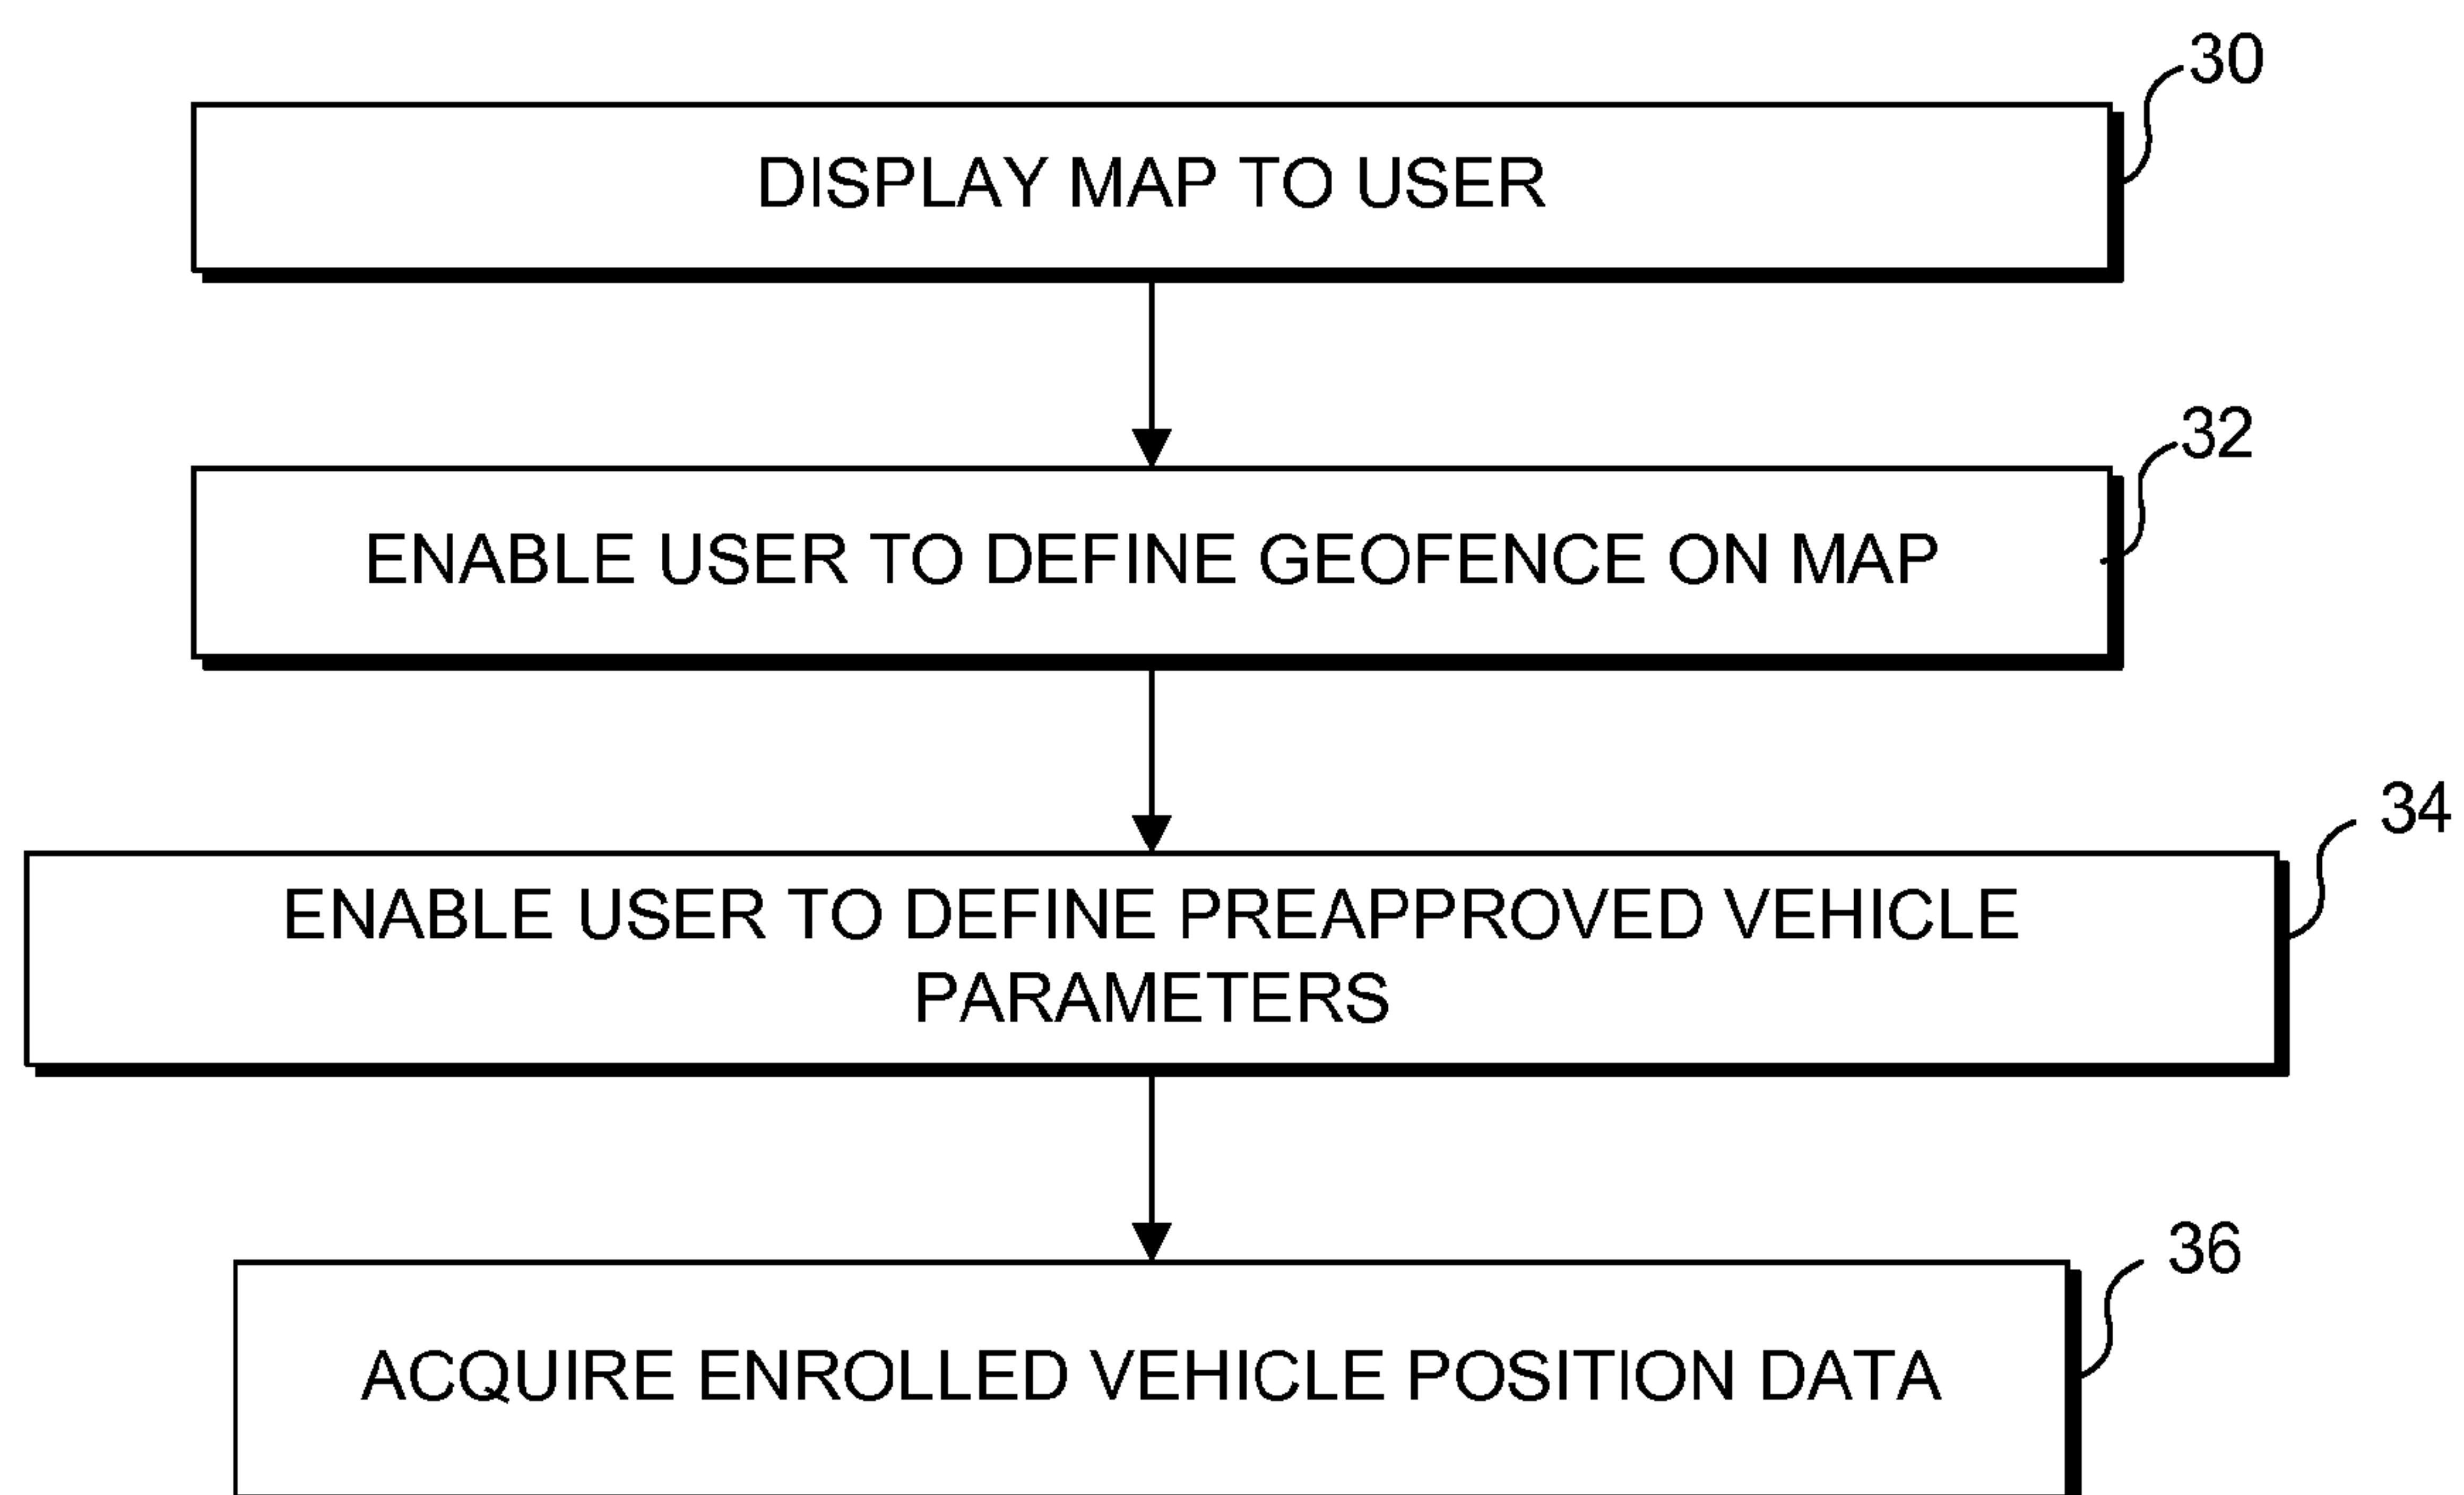 30
DISPLAY MAP TO USER
32
ENABLE USER TO DEFINE GEOFENCE ON MAP
34
ENABLE USER TO DEFINE PREAPPROVED VEHICLE
PARAMETERS
36
ACQUIRE ENROLLED VEHICLE POSITION DATA